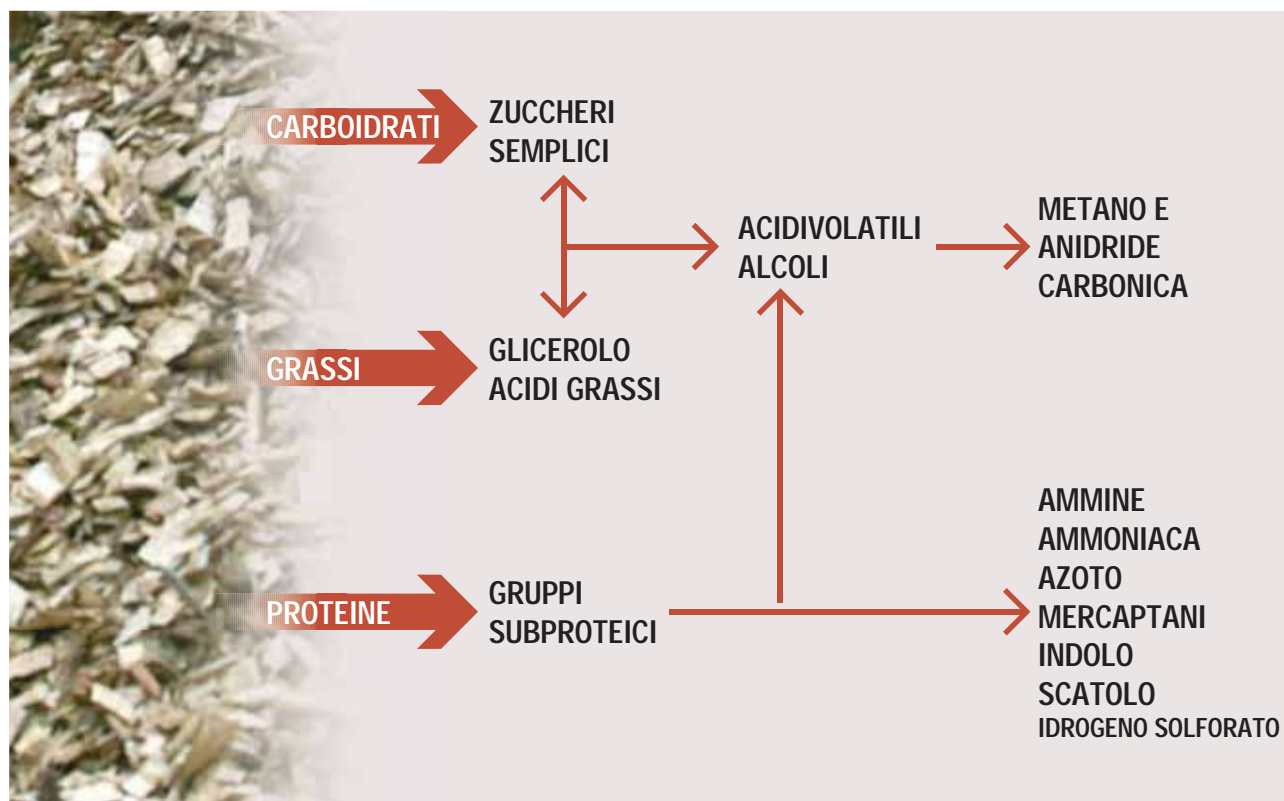 CARBOIDRATI
ZUCCHERI
SEMPLICI
GRASSI
GLICEROLO
ACIDI GRASSI
ACIDIVOLATILI
ALCOLI
METANO E
ANIDRIDE
CARBONICA
PROTEINE
GRUPPI
SUBPROTEICI
AMMINE
AMMONIACA
AZOTO
MERCAPTANI
INDOLO
SCATOLO
IDROGENO SOLFORATO